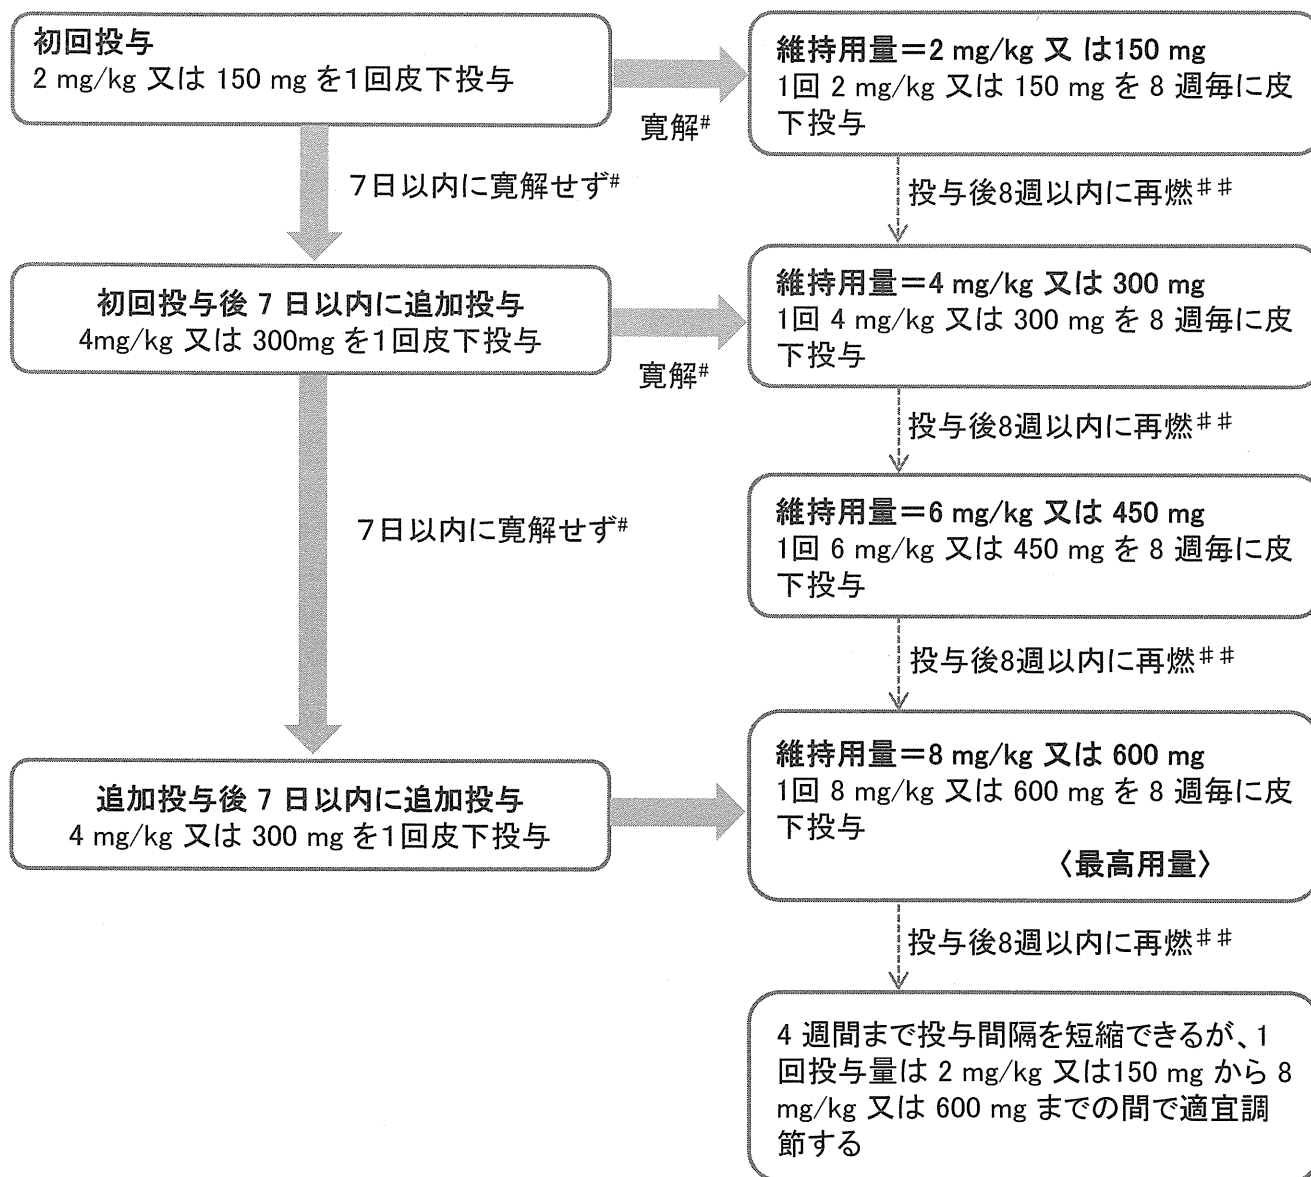 初回投与
2 mg/kg 又は 150 mg を1回皮下投与
寛解#
維持用量＝2 mg/kg 又は150 mg
1回 2 mg/kg 又は 150 mg を 8 週毎に皮
下投与
7日以内に寛解せず#
投与後8週以内に再燃##
初回投与後 7 日以内に追加投与
4mg/kg 又は 300mg を1回皮下投与
寛解#
維持用量＝4 mg/kg 又は 300 mg
1回 4 mg/kg 又は 300 mg を 8 週毎に皮
下投与
投与後8週以内に再燃##
7日以内に寛解せず#
維持用量＝6 mg/kg 又は 450 mg
1回 6 mg/kg 又は 450 mg を 8 週毎に皮
下投与
投与後8週以内に再燃##
追加投与後 7 日以内に追加投与
4 mg/kg 又は 300 mg を1回皮下投与
維持用量＝8 mg/kg 又は 600 mg
1回 8 mg/kg 又は 600 mg を 8 週毎に皮
下投与
〈最高用量〉
投与後8週以内に再燃##
4 週間まで投与間隔を短縮できるが、1
回投与量は 2 mg/kg 又は150 mg から 8
mg/kg 又は 600 mg までの間で適宜調
節する